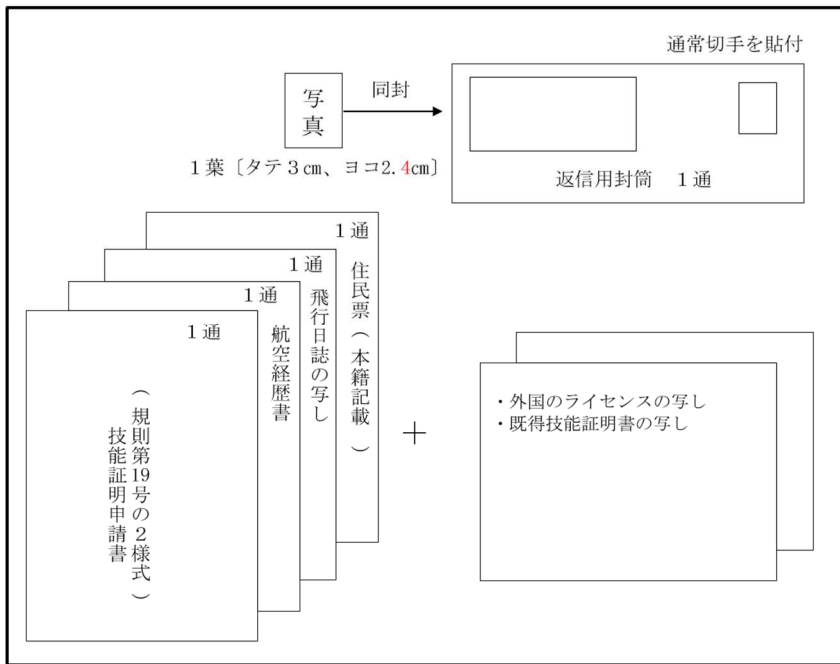 通常切手を貼付
写
真
同封
1葉〔タテ3cm、ヨコ2.4cm〕
返信用封筒　1通
1通
住民票（本籍記載）
1通
飛行日誌の写し
1通
航空経歴書
1通
（規則第19号の2様式）
技能証明申請書
＋
・外国のライセンスの写し
・既得技能証明書の写し